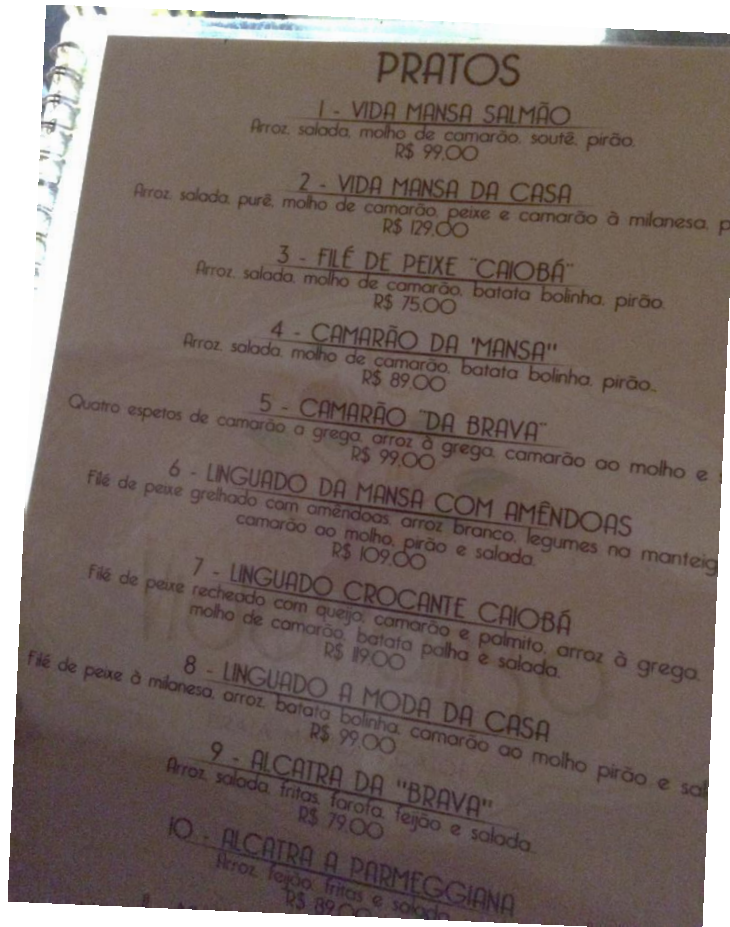 PRATOS
1 - VIDA MANSA SALMÃO
Arroz, salada, molho de camarão, soutê, pirão.
R$ 99,00
2 - VIDA MANSA DA CASA
Arroz, salada, purê, molho de camarão, peixe e camarão à milanesa, p
R$ 129,00
3 - FILÉ DE PEIXE "CAIOBÁ"
Arroz, salada, molho de camarão, batata bolinha, pirão.
R$ 75,00
4 - CAMARÃO DA 'MANSA"
Arroz, salada, molho de camarão, batata bolinha, pirão..
R$ 89,00
5 - CAMARÃO "DA BRAVA"
Quatro espetos de camarão a grega, arroz à grega, camarão ao molho e
R$ 99,00
6 - LINGUADO DA MANSA COM AMÊNDOAS
Filé de peixe grelhado com amêndoas, arroz branco, legumes na manteig
camarão ao molho, pirão e salada.
R$ 109,00
7 - LINGUADO CROCANTE CAIOBÁ
Filé de peixe recheado com queijo, camarão e palmito, arroz à grega,
molho de camarão, batata palha e salada.
R$ 119,00
8 - LINGUADO A MODA DA CASA
Filé de peixe à milanesa, arroz, batata bolinha, camarão ao molho pirão e sal
R$ 99,00
9 - ALCATRA DA "BRAVA"
Arroz, salada, fritas, farofa, feijão e salada.
R$ 79,00
10 - ALCATRA A PARMEGGIANA
Arroz, feijão, fritas e salada
R$ 89,00